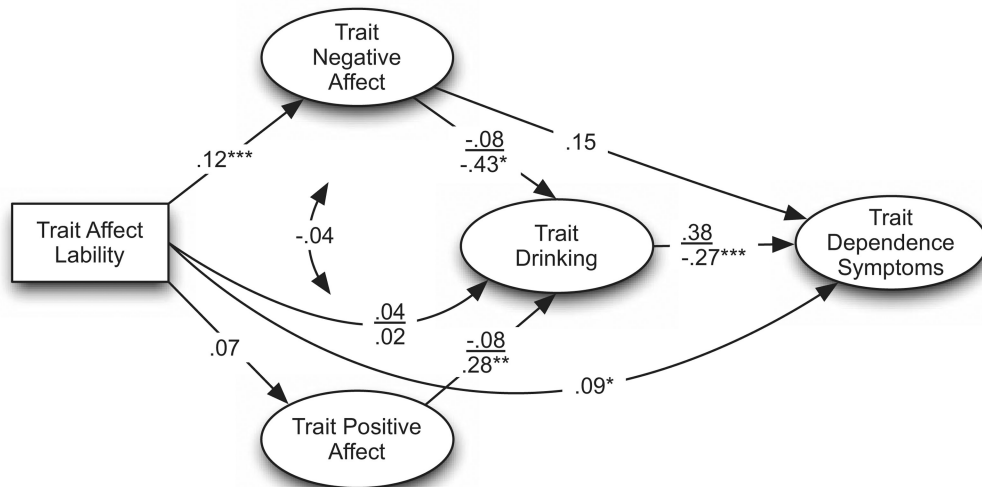 Trait
Negative
Affect
-.08
-.43*
.15
.12***
Trait Affect
Lability
-.04
Trait
Drinking
.38
-.27***
Trait
Dependence
Symptoms
.04
.02
.07
-.08
.28**
.09*
Trait Positive
Affect